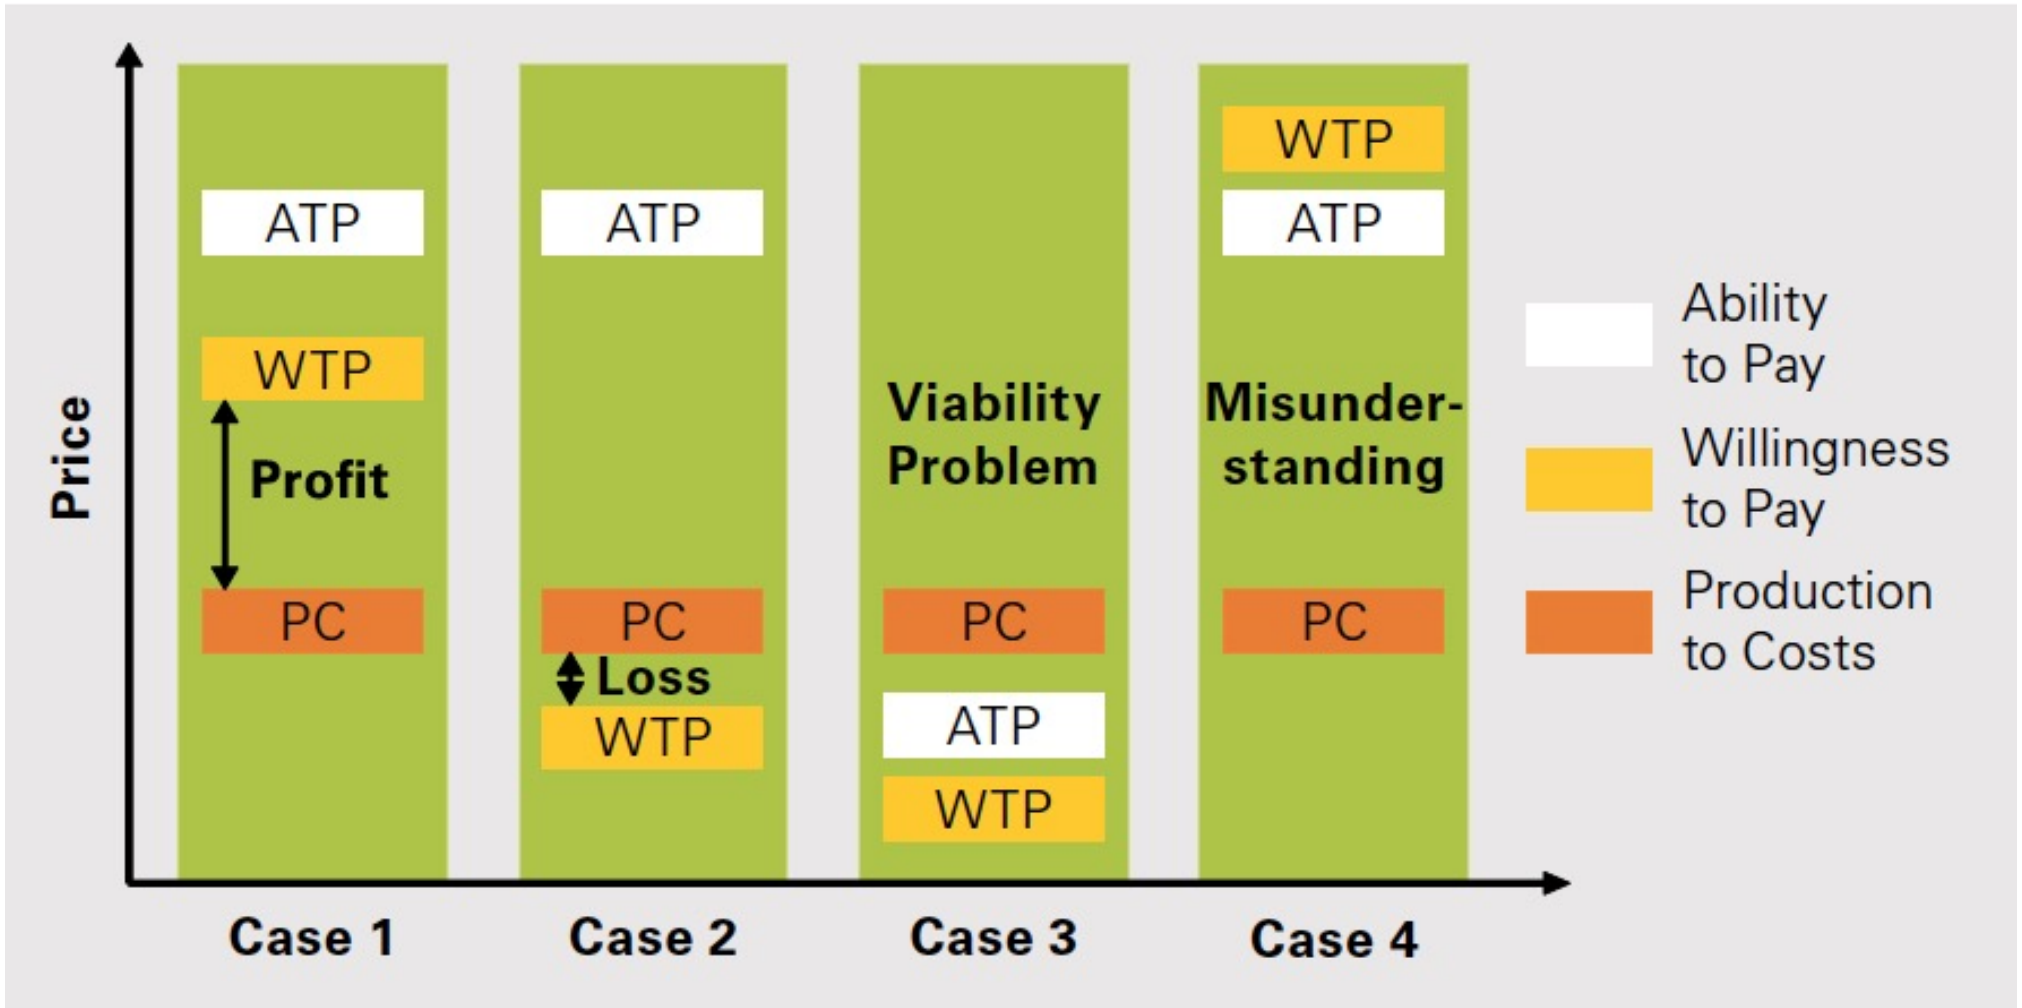 Price
ATP
WTP
Profit
PC
Case 1
ATP
PC
Loss
WTP
Case 2
Viability
Problem
PC
ATP
WTP
Case 3
WTP
ATP
Misunder-
standing
PC
Case 4
Ability
to Pay
Willingness
to Pay
Production
to Costs